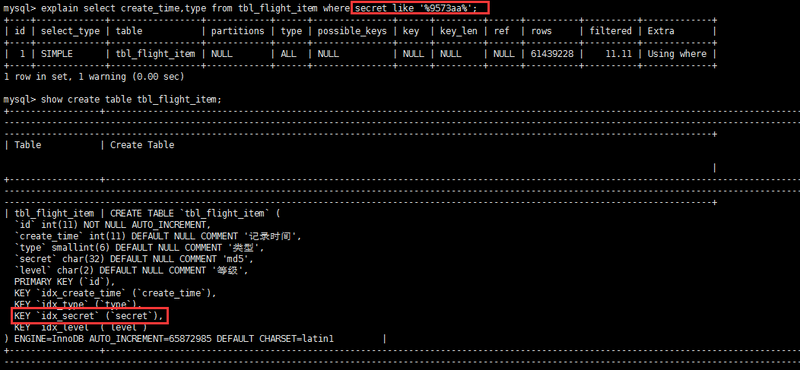 mysql> explain select create_time,type from tbl_flight_item where secret like '%9573aa%';
+----+-------------+-----------------+------------+------+---------------+------+---------+------+----------+----------+-------------+
| id | select_type | table | partitions | type | possible_keys | key | key_len | ref | rows | filtered | Extra |
+----+-------------+-----------------+------------+------+---------------+------+---------+------+----------+----------+-------------+
| 1 | SIMPLE | tbl_flight_item | NULL | ALL | NULL | NULL | NULL | NULL | 61439228 | 11.11 | Using where |
+----+-------------+-----------------+------------+------+---------------+------+---------+------+----------+----------+-------------+
1 row in set, 1 warning (0.00 sec)
mysql> show create table tbl_flight_item;
| Table | Create Table
|
| tbl_flight_item | CREATE TABLE `tbl_flight_item` (
`id` int(11) NOT NULL AUTO_INCREMENT,
`create_time` int(11) DEFAULT NULL COMMENT '记录时间',
`type` smallint(6) DEFAULT NULL COMMENT '类型',
`secret` char(32) DEFAULT NULL COMMENT 'md5',
`level` char(2) DEFAULT NULL COMMENT '等级',
PRIMARY KEY (`id`),
KEY `idx_create_time` (`create_time`),
KEY `idx_type` (`type`),
KEY `idx_secret` (`secret`),
KEY `idx_level` (`level`)
) ENGINE=InnoDB AUTO_INCREMENT=65872985 DEFAULT CHARSET=latin1 |